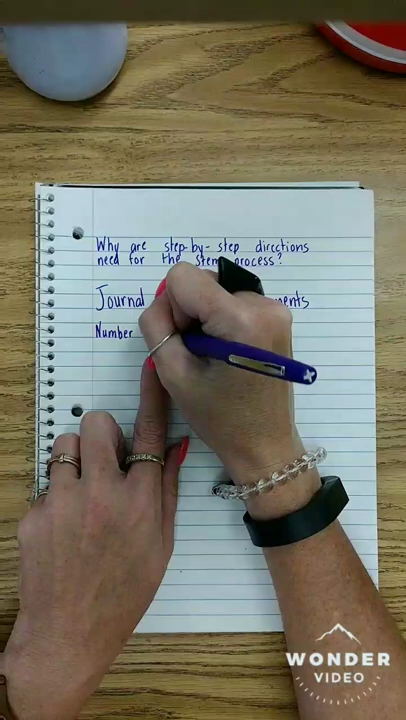 Why are step-by-step directions
need for the stem process?
Journal
Number
WONDER
VIDEO